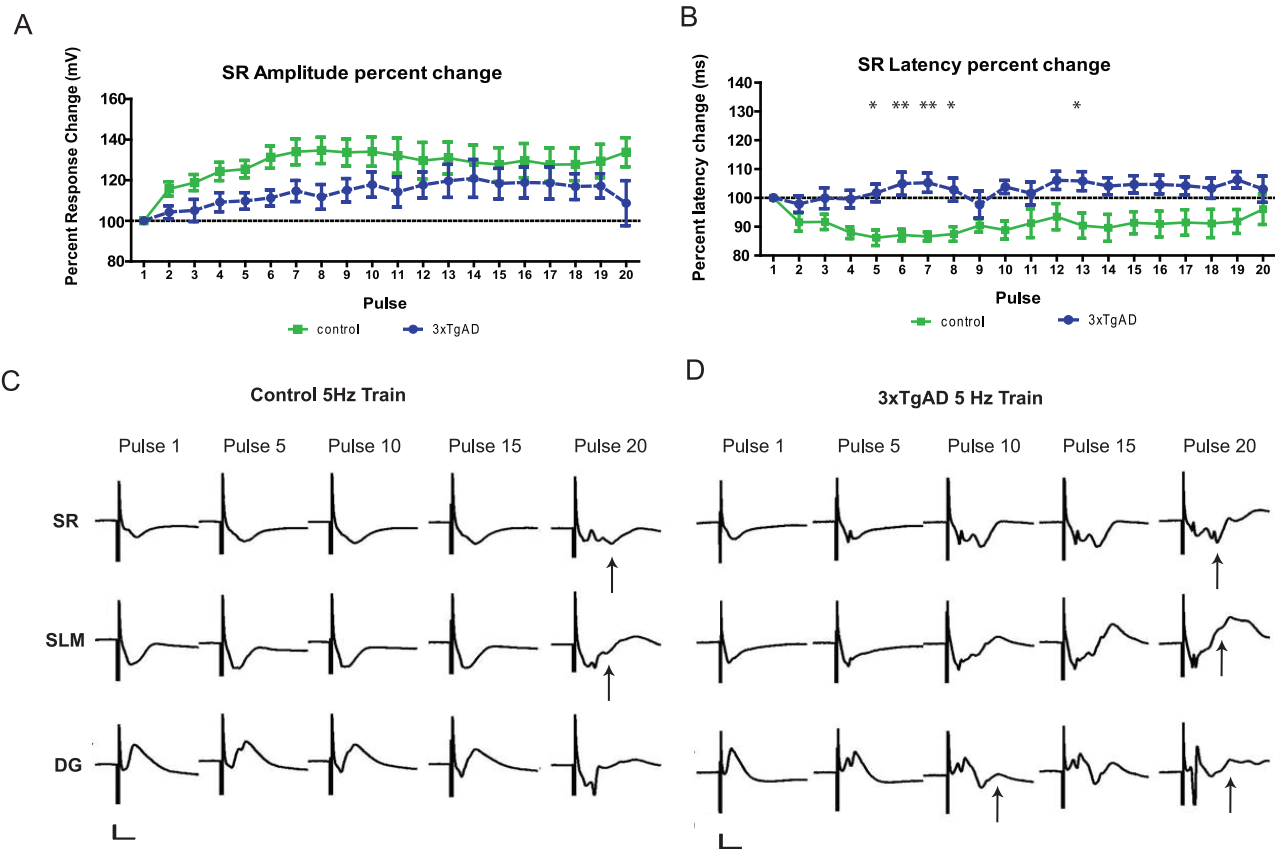 A
SR Amplitude percent change
Percent Response Change (mV)
160
140
120
100
80
1 2 3 4 5 6 7 8 9 10 11 12 13 14 15 16 17 18 19 20
Pulse
control 3xTgAD
B
SR Latency percent change
Percent latency change (ms)
140
130
120
110
100
90
80
* ** ** * *
1 2 3 4 5 6 7 8 9 10 11 12 13 14 15 16 17 18 19 20
Pulse
control 3xTgAD
C
Control 5Hz Train
Pulse 1 Pulse 5 Pulse 10 Pulse 15 Pulse 20
SR
SLM
DG
D
3xTgAD 5 Hz Train
Pulse 1 Pulse 5 Pulse 10 Pulse 15 Pulse 20